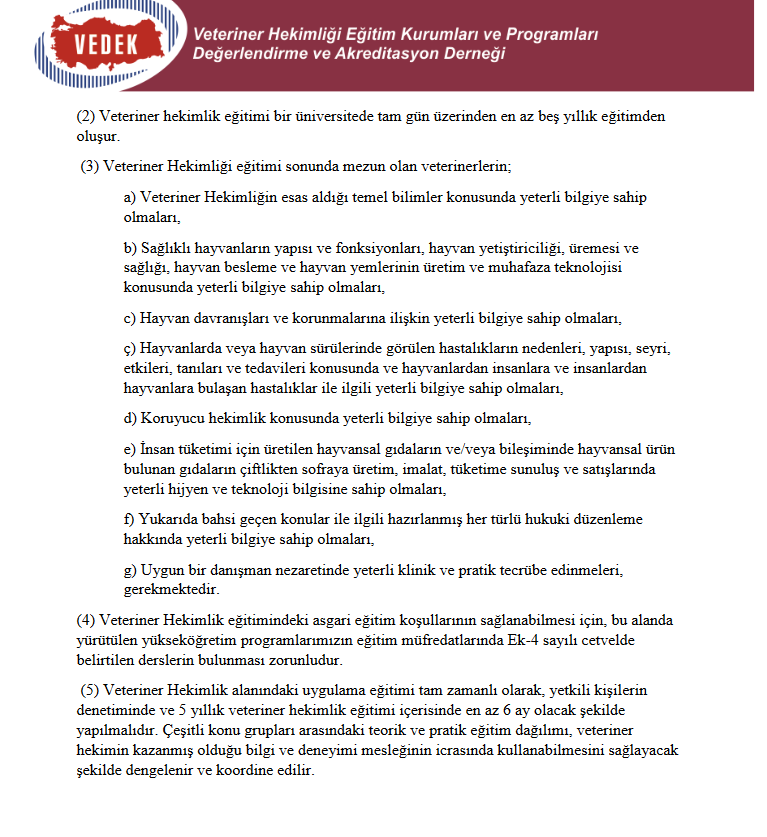 VEDEK
Veteriner Hekimliği Eğitim Kurumları ve Programları
Değerlendirme ve Akreditasyon Derneği
(2) Veteriner hekimlik eğitimi bir üniversitede tam gün üzerinden en az beş yıllık eğitimden
oluşur.
(3) Veteriner Hekimliği eğitimi sonunda mezun olan veterinerlerin;
a) Veteriner Hekimliğin esas aldığı temel bilimler konusunda yeterli bilgiye sahip
olmaları,
b) Sağlıklı hayvanların yapısı ve fonksiyonları, hayvan yetiştiriciliği, üremesi ve
sağlığı, hayvan besleme ve hayvan yemlerinin üretim ve muhafaza teknolojisi
konusunda yeterli bilgiye sahip olmaları,
c) Hayvan davranışları ve korunmalarına ilişkin yeterli bilgiye sahip olmaları,
ç) Hayvanlarda veya hayvan sürülerinde görülen hastalıkların nedenleri, yapısı, seyri,
etkileri, tanıları ve tedavileri konusunda ve hayvanlardan insanlara ve insanlardan
hayvanlara bulaşan hastalıklar ile ilgili yeterli bilgiye sahip olmaları,
d) Koruyucu hekimlik konusunda yeterli bilgiye sahip olmaları,
e) İnsan tüketimi için üretilen hayvansal gıdaların ve/veya bileşiminde hayvansal ürün
bulunan gıdaların çiftlikten sofraya üretim, imalat, tüketime sunuluş ve satışlarında
yeterli hijyen ve teknoloji bilgisine sahip olmaları,
f) Yukarıda bahsi geçen konular ile ilgili hazırlanmış her türlü hukuki düzenleme
hakkında yeterli bilgiye sahip olmaları,
g) Uygun bir danışman nezaretinde yeterli klinik ve pratik tecrübe edinmeleri,
gerekmektedir.
(4) Veteriner Hekimlik eğitimindeki asgari eğitim koşullarının sağlanabilmesi için, bu alanda
yürütülen yükseköğretim programlarımızın eğitim müfredatlarında Ek-4 sayılı cetvelde
belirtilen derslerin bulunması zorunludur.
(5) Veteriner Hekimlik alanındaki uygulama eğitimi tam zamanlı olarak, yetkili kişilerin
denetiminde ve 5 yıllık veteriner hekimlik eğitimi içerisinde en az 6 ay olacak şekilde
yapılmalıdır. Çeşitli konu grupları arasındaki teorik ve pratik eğitim dağılımı, veteriner
hekimin kazanmış olduğu bilgi ve deneyimi mesleğinin icrasında kullanabilmesini sağlayacak
şekilde dengelenir ve koordine edilir.